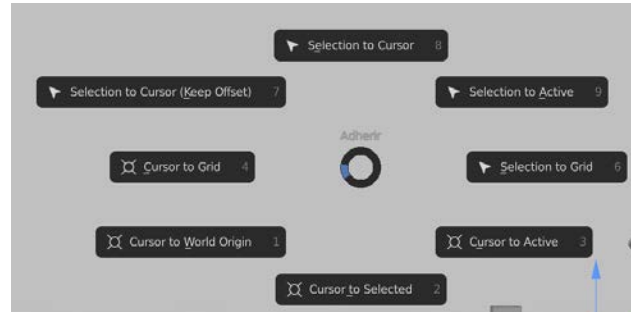 Selection to Cursor 8
Selection to Cursor (Keep Offset) 7
Selection to Active 9
Adherir
Cursor to Grid 4
Selection to Grid 6
Cursor to World Origin 1
Cursor to Active 3
Cursor to Selected 2